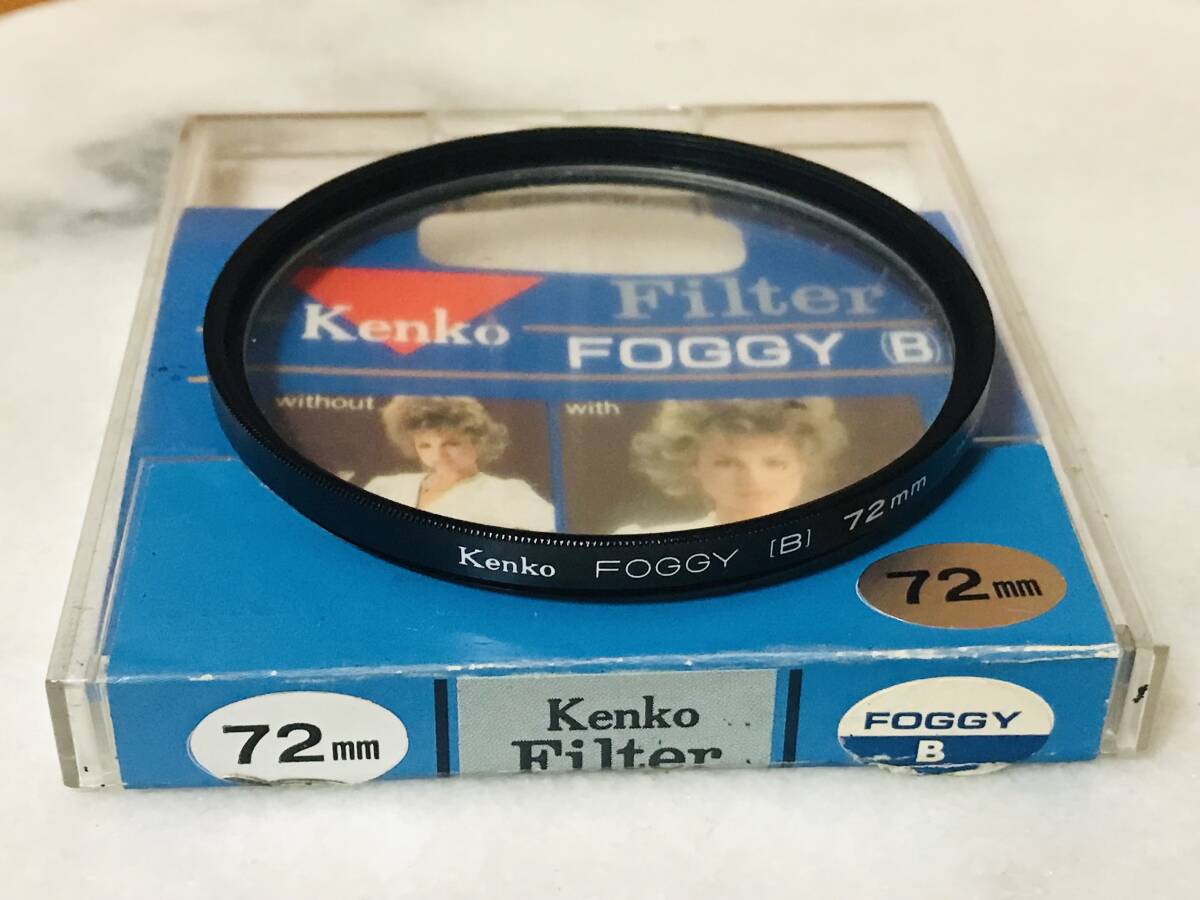 Filter
Kenko
FOGGY (B)
without
with
Kenko FOGGY [B] 72mm
72mm
72mm
Kenko
Filter
FOGGY
B